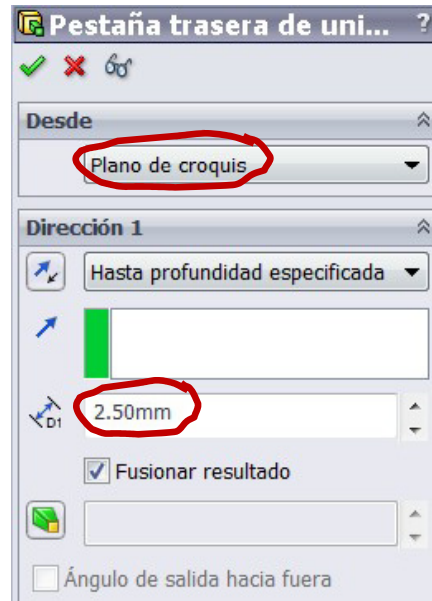 Pestaña trasera de uni... ?
Desde
Plano de croquis
Dirección 1
Hasta profundidad especificada
D1 2.50mm
Fusionar resultado
Ángulo de salida hacia fuera